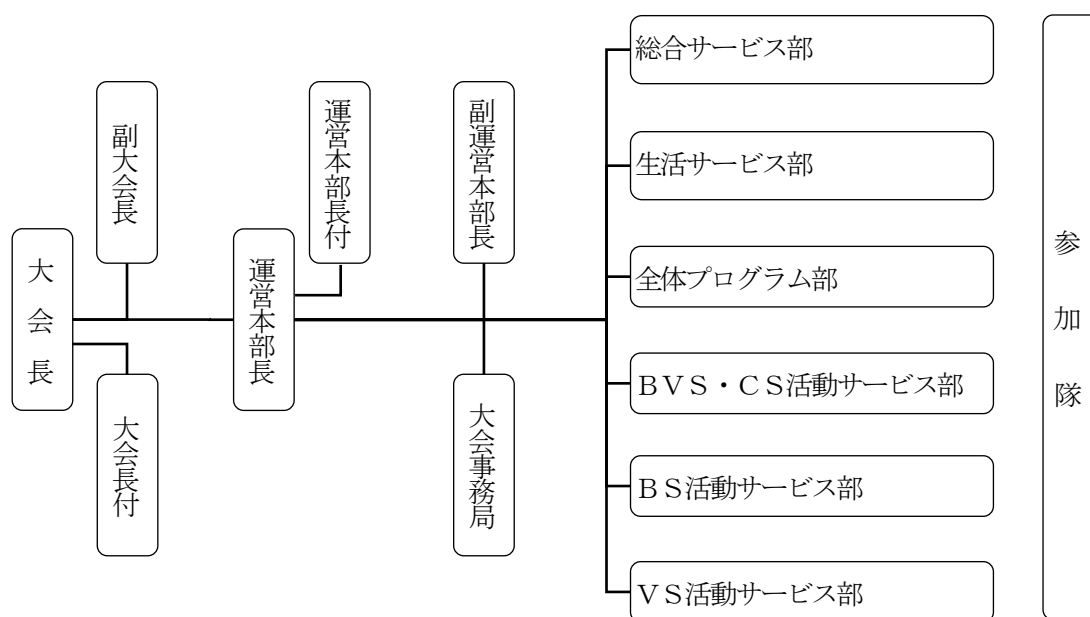 大会長
副大会長
大会長付
運営本部長
運営本部長付
副運営本部長
大会事務局
総合サービス部
生活サービス部
全体プログラム部
ＢＶＳ・ＣＳ活動サービス部
ＢＳ活動サービス部
ＶＳ活動サービス部
参加隊